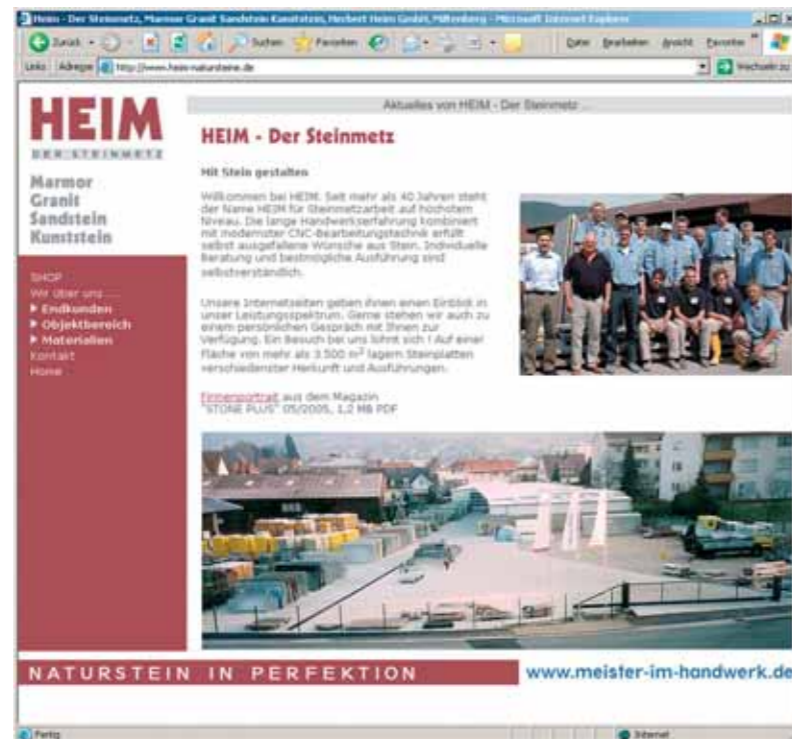 Heim - Der Steinmetz, Marmor Granit Sandstein Kunststein, Herbert Heim GmbH, Miltenberg - Microsoft Internet Explorer
Zurück
Suchen
Favoriten
Datei Bearbeiten Ansicht Favoriten »
Links
Adresse http://www.heim-natursteine.de
Wechseln zu
HEIM
DER STEINMETZ
Marmor
Granit
Sandstein
Kunststein
SHOP
Wir über uns ...
Endkunden
Objektbereich
Materialien
Kontakt
Home
Aktuelles von HEIM - Der Steinmetz ...
HEIM - Der Steinmetz
Mit Stein gestalten
Willkommen bei HEIM. Seit mehr als 40 Jahren steht
der Name HEIM für Steinmetzarbeit auf höchstem
Niveau. Die lange Handwerkserfahrung kombiniert
mit modernster CNC-Bearbeitungstechnik erfüllt
selbst ausgefallene Wünsche aus Stein. Individuelle
Beratung und bestmögliche Ausführung sind
selbstverständlich.
Unsere Internetseiten geben ihnen einen Einblick in
unser Leistungsspektrum. Gerne stehen wir auch zu
einem persönlichen Gespräch mit Ihnen zur
Verfügung. Ein Besuch bei uns lohnt sich ! Auf einer
Fläche von mehr als 3.500 m² lagern Steinplatten
verschiedenster Herkunft und Ausführungen.
Firmenportrait aus dem Magazin
"STONE PLUS" 05/2005, 1,2 MB PDF
NATURSTEIN IN PERFEKTION
www.meister-im-handwerk.de
Fertig
Internet